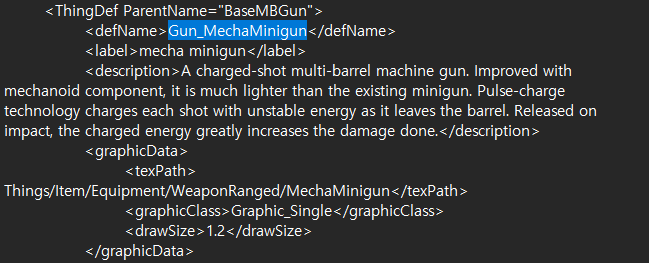 <ThingDef ParentName="BaseMBGun">
<defName>Gun_MechaMinigun</defName>
<label>mecha minigun</label>
<description>A charged-shot multi-barrel machine gun. Improved with
mechanoid component, it is much lighter than the existing minigun. Pulse-charge
technology charges each shot with unstable energy as it leaves the barrel. Released on
impact, the charged energy greatly increases the damage done.</description>
<graphicData>
<texPath>
Things/Item/Equipment/WeaponRanged/MechaMinigun</texPath>
<graphicClass>Graphic_Single</graphicClass>
<drawSize>1.2</drawSize>
</graphicData>